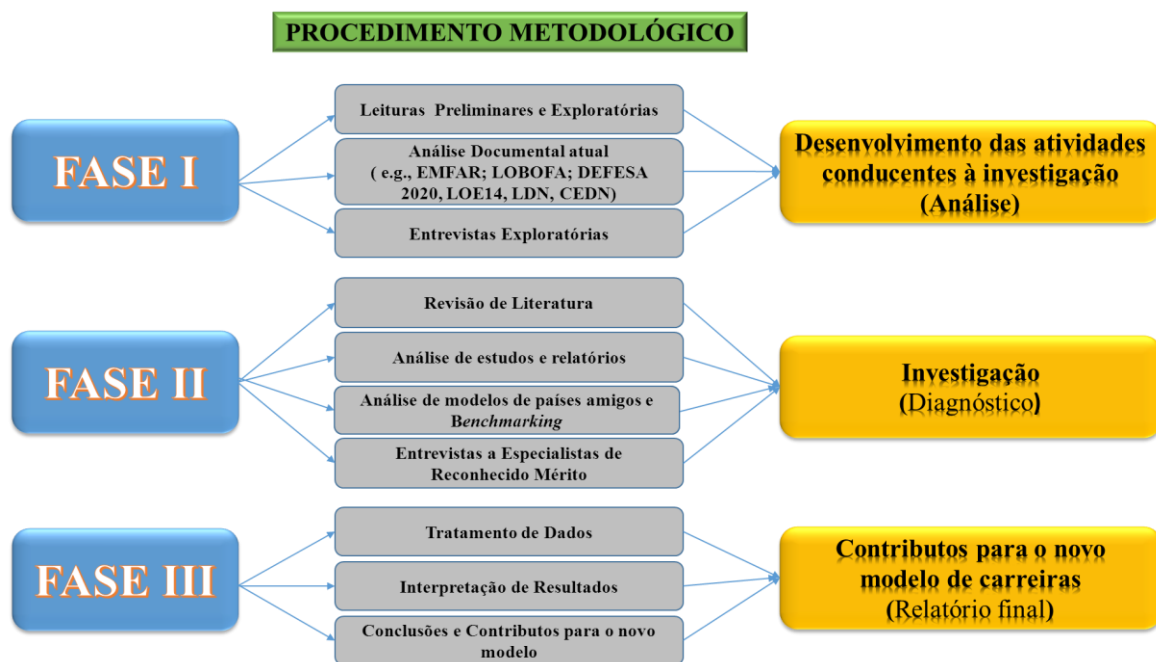 PROCEDIMENTO METODOLÓGICO
FASE I
Leituras Preliminares e Exploratórias
Análise Documental atual
( e.g., EMFAR; LOBOFA; DEFESA
2020, LOE14, LDN, CEDN)
Entrevistas Exploratórias
Desenvolvimento das atividades
conducentes à investigação
(Análise)
FASE II
Revisão de Literatura
Análise de estudos e relatórios
Análise de modelos de países amigos e
Benchmarking
Entrevistas a Especialistas de
Reconhecido Mérito
Investigação
(Diagnóstico)
FASE III
Tratamento de Dados
Interpretação de Resultados
Conclusões e Contributos para o novo
modelo
Contributos para o novo
modelo de carreiras
(Relatório final)